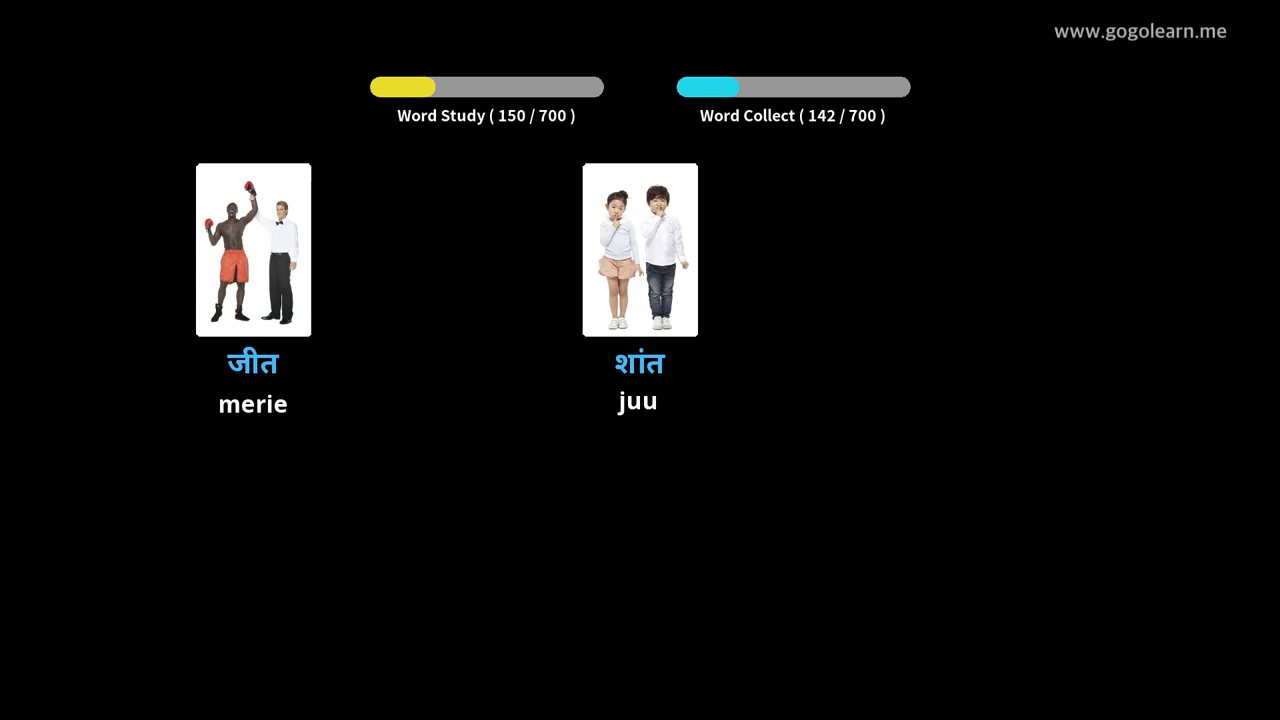 www.gogolearn.me
Word Study ( 150 / 700 )
Word Collect ( 142 / 700 )
जीत
merie
शांत
juu